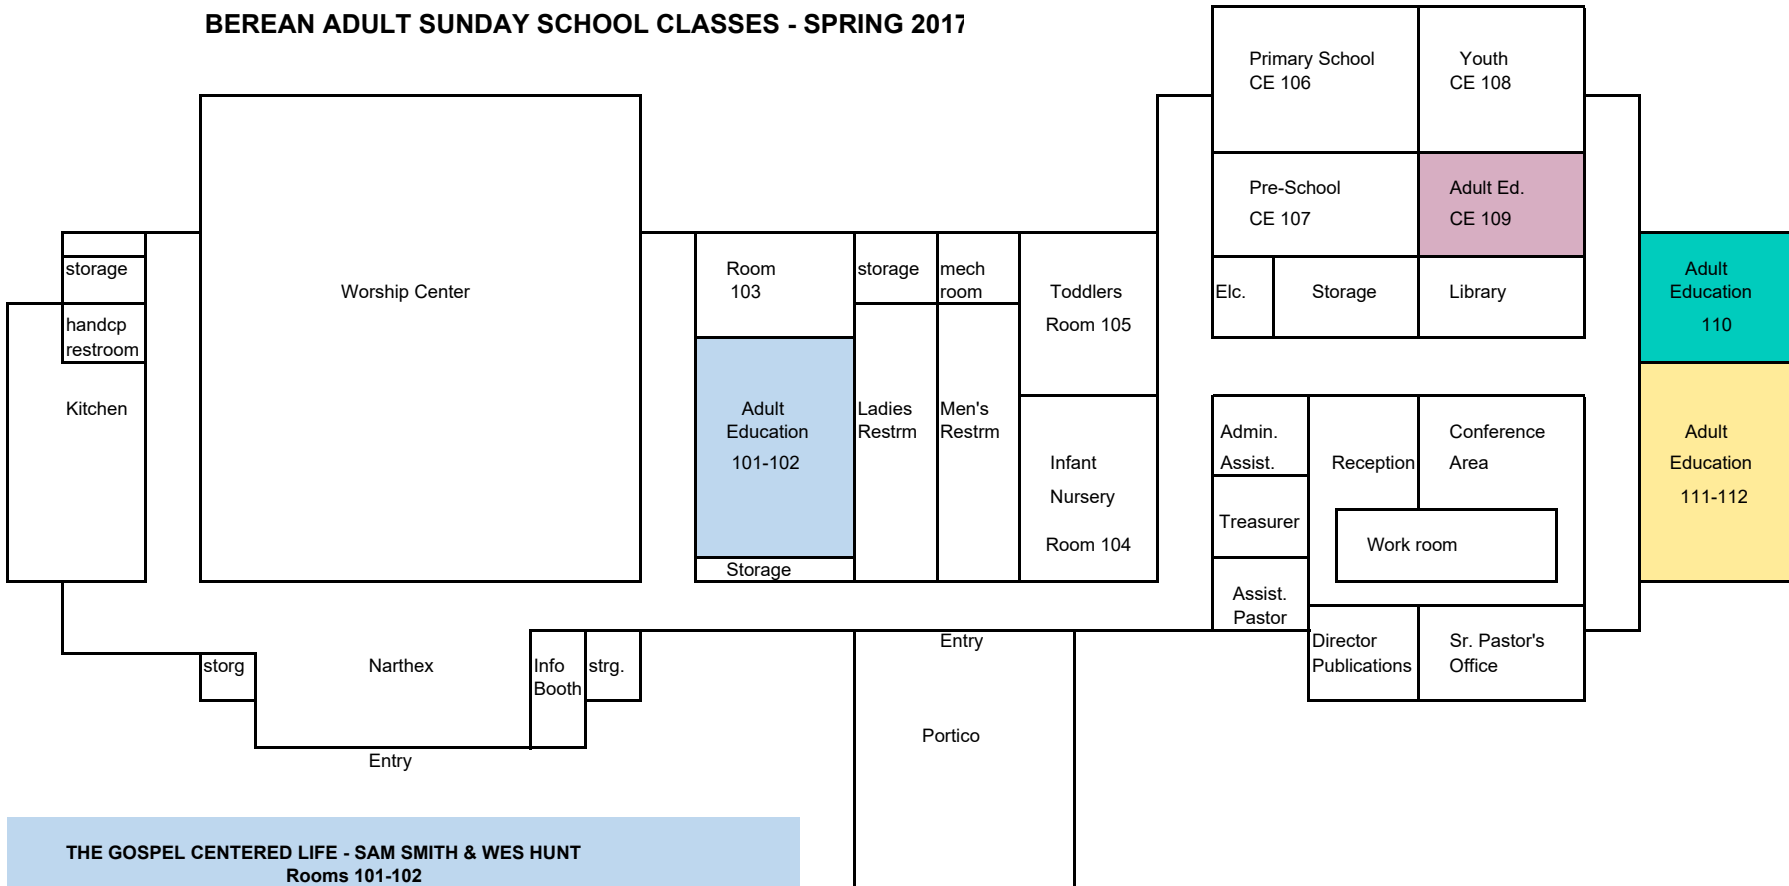 BEREAN ADULT SUNDAY SCHOOL CLASSES - SPRING 2017
Primary School
CE 106
Youth
CE 108
Pre-School
CE 107
Adult Ed.
CE 109
storage
handcp
restroom
Kitchen
Worship Center
Room
103
storage
mech
room
Toddlers
Room 105
Elc.
Storage
Library
Adult
Education
110
Adult
Education
101-102
Ladies
Restrm
Men's
Restrm
Infant
Nursery
Room 104
Storage
Admin.
Assist.
Reception
Conference
Area
Treasurer
Work room
Adult
Education
111-112
Assist.
Pastor
Director
Publications
Sr. Pastor's
Office
storg
Narthex
Info
Booth
strg.
Entry
Portico
Entry
THE GOSPEL CENTERED LIFE - SAM SMITH & WES HUNT
Rooms 101-102